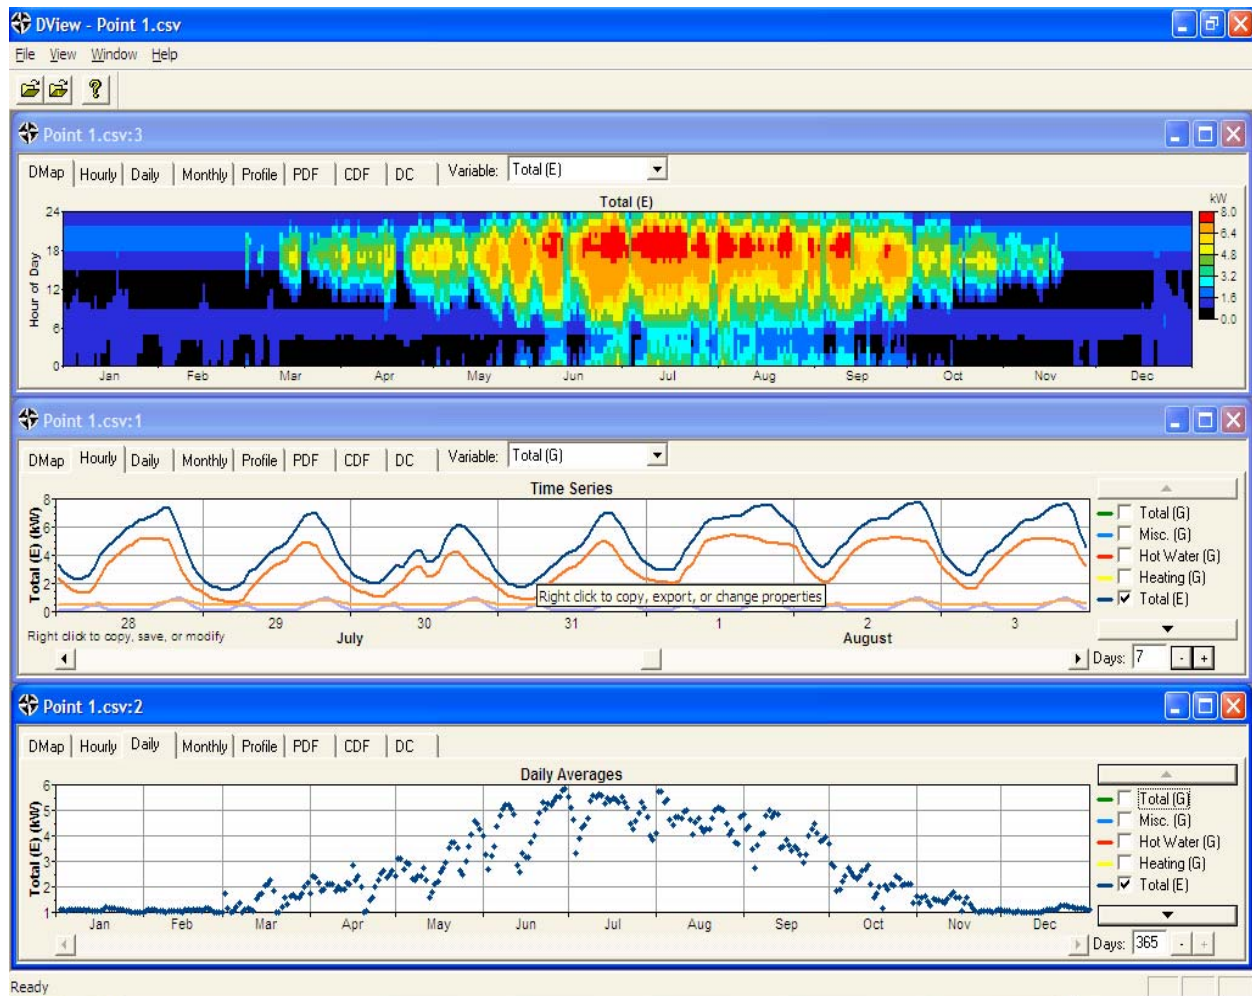 DView - Point 1.csv
File View Window Help
Point 1.csv:3
DMap Hourly Daily Monthly Profile PDF CDF DC Variable: Total (E)
Total (E)
kW
24
18
12
6
0
Hour of Day
8.0
6.4
4.8
3.2
1.6
0.0
Jan Feb Mar Apr May Jun Jul Aug Sep Oct Nov Dec
Point 1.csv:1
DMap Hourly Daily Monthly Profile PDF CDF DC Variable: Total (G)
Time Series
Total (E) (kW)
8
6
4
2
0
Total (G)
Misc. (G)
Hot Water (G)
Heating (G)
Total (E)
Right click to copy, export, or change properties
28 29 30 31 1 2 3
Right click to copy, save, or modify
July August
Days: 7 - +
Point 1.csv:2
DMap Hourly Daily Monthly Profile PDF CDF DC
Daily Averages
Total (E) (kW)
6
5
4
3
2
1
Total (G)
Misc. (G)
Hot Water (G)
Heating (G)
Total (E)
Jan Feb Mar Apr May Jun Jul Aug Sep Oct Nov Dec
Days: 365 - +
Ready